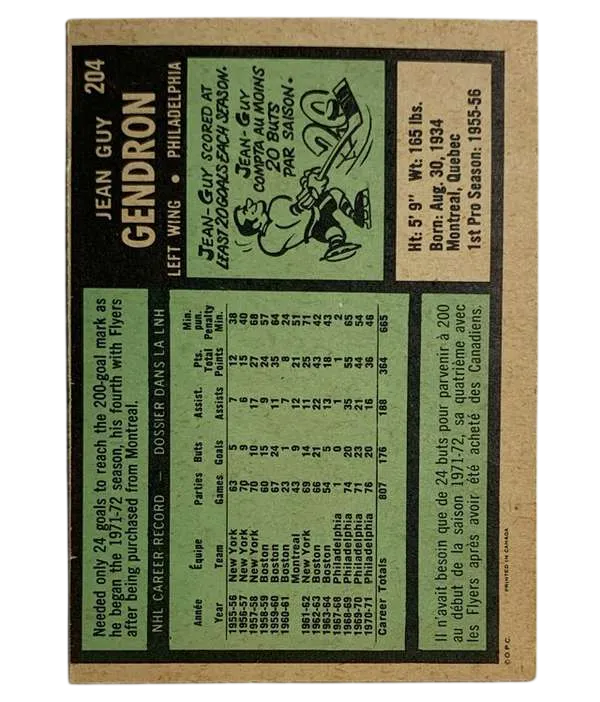 JEAN GUY 204
GENDRON
LEFT WING • PHILADELPHIA
JEAN-GUY SCORED AT
LEAST 20 GOALS EACH SEASON.
JEAN-GUY
COMPTA AU MOINS
20 BUTS
PAR SAISON.
20
Ht: 5' 9" Wt: 165 lbs.
Born: Aug. 30, 1934
Montreal, Quebec
1st Pro Season: 1955-56
Needed only 24 goals to reach the 200-goal mark as
he began the 1971-72 season, his fourth with Flyers
after being purchased from Montreal.
NHL CAREER RECORD — DOSSIER DANS LA LNH
Min.
Pts. pun.
Année Équipe Parties Buts Assist. Total Penalty
Year Team Games Goals Assists Points Min.
1955-56 New York 63 5 7 12 38
1956-57 New York 70 9 6 15 40
1957-58 New York 70 10 17 27 68
1958-59 Boston 60 15 9 24 57
1959-60 Boston 67 24 11 35 64
1960-61 Boston 23 1 7 8 24
Montreal 43 9 12 21 51
1961-62 New York 69 14 11 25 71
1962-63 Boston 66 21 22 43 42
1963-64 Boston 54 5 13 18 43
1967-68 Philadelphia 1 0 1 1 2
1968-69 Philadelphia 74 20 35 55 65
1969-70 Philadelphia 71 23 21 44 54
1970-71 Philadelphia 76 20 16 36 46
Career Totals 807 176 188 364 665
Il n'avait besoin que de 24 buts pour parvenir à 200
au début de la saison 1971-72, sa quatrième avec
les Flyers après avoir été acheté des Canadiens.
© O.P.C. PRINTED IN CANADA